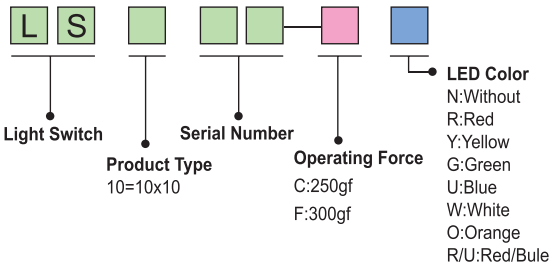 L S
Light Switch
Product Type
10=10x10
Serial Number
Operating Force
C:250gf
F:300gf
LED Color
N:Without
R:Red
Y:Yellow
G:Green
U:Blue
W:White
O:Orange
R/U:Red/Bule